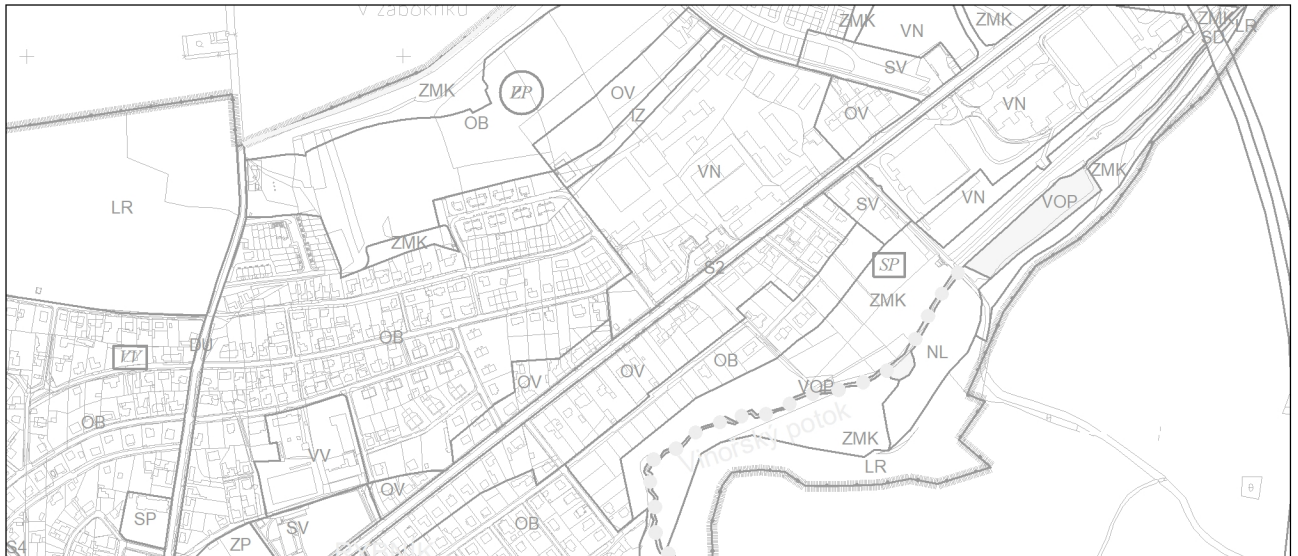 V zabokřiku
ZMK
VN
ZMK
ZMK
LR
SD
SV
ZMK
OV
VN
OB
IZ
OV
VN
ZMK
LR
VOP
SV
VN
ZMK
S2
SP
ZMK
DU
OB
NL
VV
OB
OV
OV
VOP
OB
Vinořský potok
ZMK
VV
LR
OV
SP
SV
OB
S4
ZP